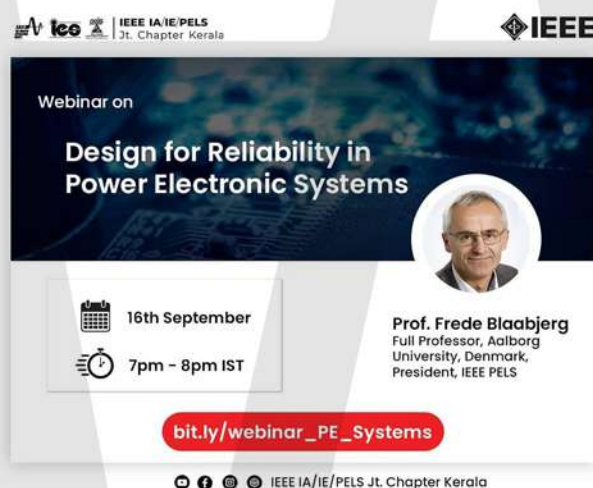 ies
IEEE IA/IE/PELS
Jt. Chapter Kerala
IEEE
Webinar on
Design for Reliability in
Power Electronic Systems
16th September
7pm - 8pm IST
Prof. Frede Blaabjerg
Full Professor, Aalborg
University, Denmark,
President, IEEE PELS
bit.ly/webinar_PE_Systems
IEEE IA/IE/PELS Jt. Chapter Kerala